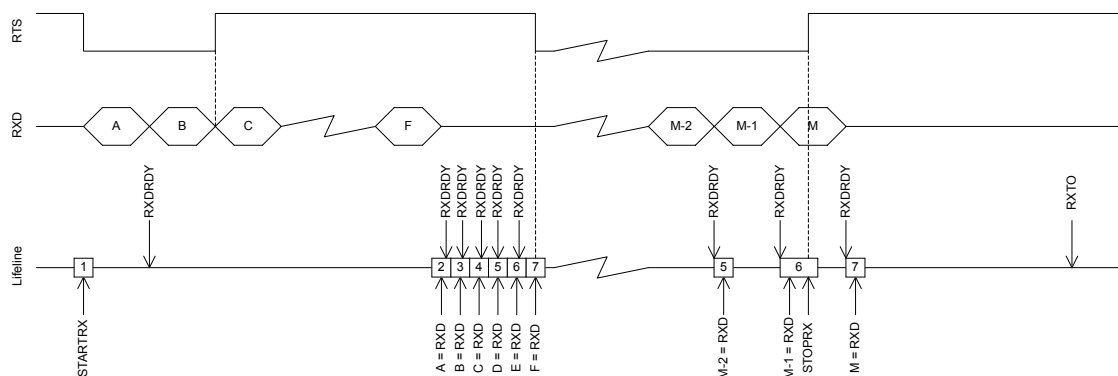 RTS
RXD
A
B
C
F
M-2
M-1
M
Lifeline
RXDRDY
RXDRDY
RXDRDY
RXDRDY
RXDRDY
RXDRDY
RXDRDY
RXDRDY
RXDRDY
RXTO
1
2
3
4
5
6
7
5
6
7
STARTRX
A = RXD
B = RXD
C = RXD
D = RXD
E = RXD
F = RXD
M-2 = RXD
M-1 = RXD
STOPRX
M = RXD